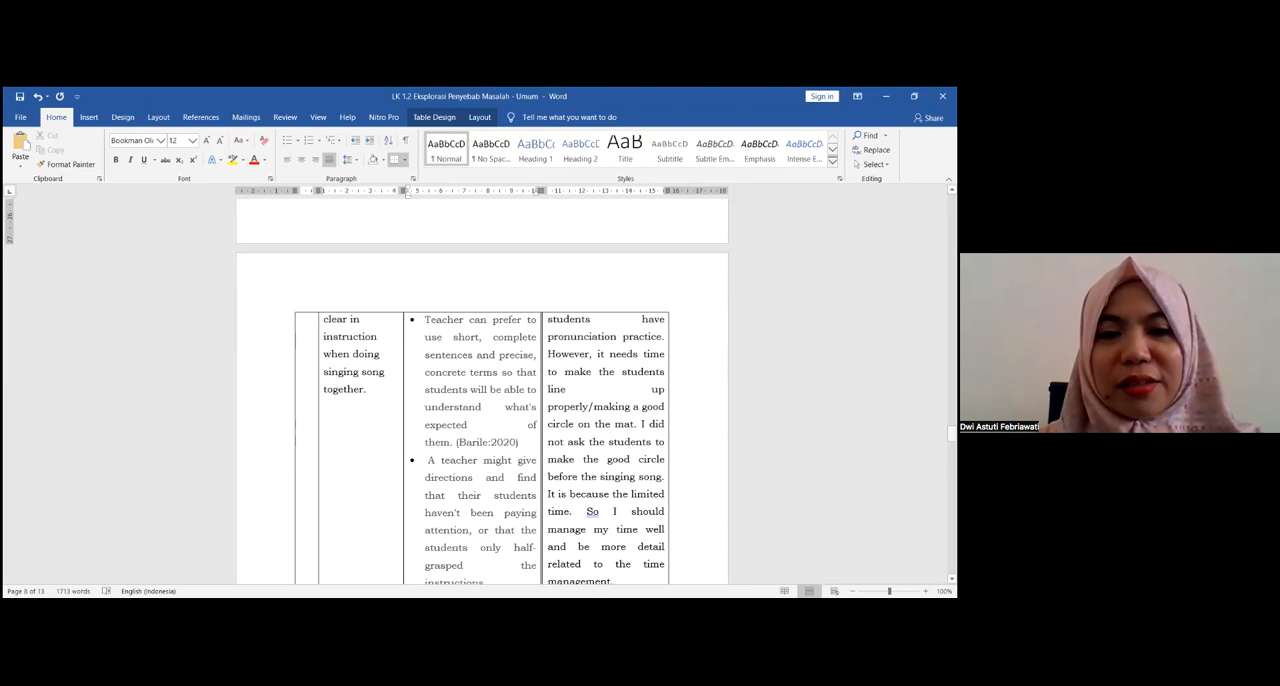 LK 1.2 Eksplorasi Penyebab Masalah - Umum - Word
Sign in
File Home Insert Design Layout References Mailings Review View Help Nitro Pro Table Design Layout Tell me what you want to do Share
Paste
Cut
Copy
Format Painter
Clipboard
Bookman Ol 12
Font
Paragraph
AaBbCcD AaBbCcD AaBbC AaBbCcC AaB AaBbCcD AaBbCcD AaBbCcD AaBbCcD
¶ Normal ¶ No Spac... Heading 1 Heading 2 Title Subtitle Subtle Em... Emphasis Intense E...
Styles
Find
Replace
Select
Editing
clear in
instruction
when doing
singing song
together.
• Teacher can prefer to
use short, complete
sentences and precise,
concrete terms so that
students will be able to
understand what's
expected of
them. (Barile:2020)
• A teacher might give
directions and find
that their students
haven't been paying
attention, or that the
students only half-
grasped the
instructions
students have
pronunciation practice.
However, it needs time
to make the students
line up
properly/making a good
circle on the mat. I did
not ask the students to
make the good circle
before the singing song.
It is because the limited
time. So I should
manage my time well
and be more detail
related to the time
management.
Page 8 of 13 1713 words English (Indonesia) 100%
Dwi Astuti Febriawati